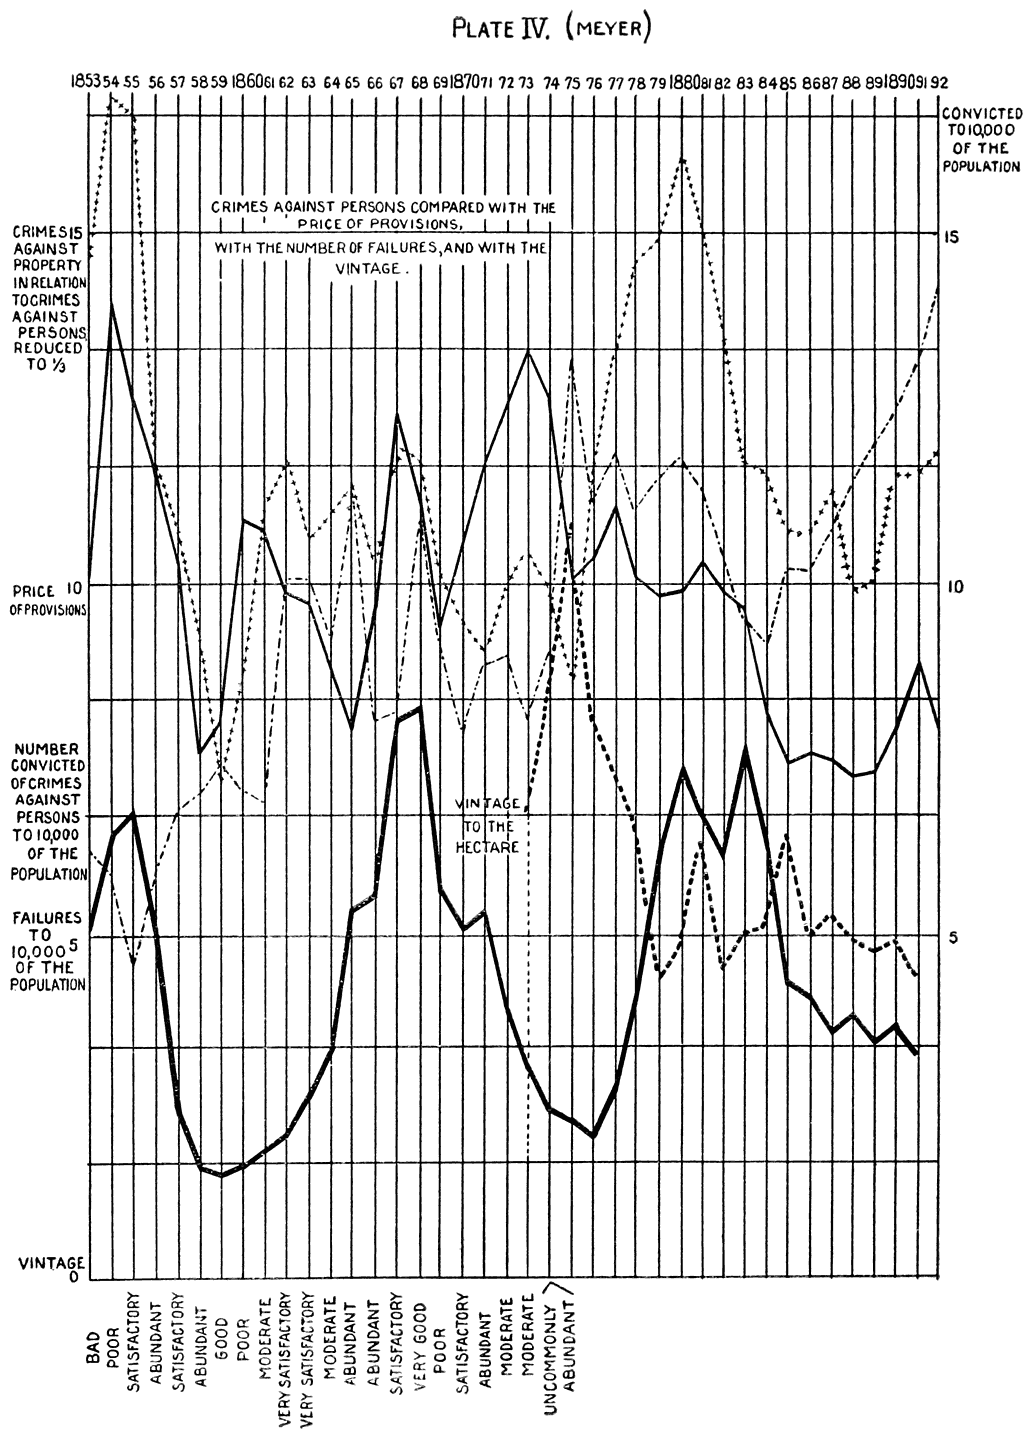 PLATE IV. (MEYER)
1853 54 55 56 57 58 59 1860 61 62 63 64 65 66 67 68 69 1870 71 72 73 74 75 76 77 78 79 1880 81 82 83 84 85 86 87 88 89 1890 91 92
CONVICTED
TO 10,000
OF THE
POPULATION
CRIMES AGAINST PERSONS COMPARED WITH THE
PRICE OF PROVISIONS,
WITH THE NUMBER OF FAILURES, AND WITH THE
VINTAGE.
CRIMES 15
AGAINST
PROPERTY
IN RELATION
TO CRIMES
AGAINST
PERSONS,
REDUCED
TO 1/3
15
PRICE 10
OF PROVISIONS
10
NUMBER
CONVICTED
OF CRIMES
AGAINST
PERSONS
TO 10,000
OF THE
POPULATION
VINTAGE
TO THE
HECTARE
FAILURES
TO
10,000 5
OF THE
POPULATION
5
VINTAGE
0
BAD
POOR
SATISFACTORY
ABUNDANT
SATISFACTORY
ABUNDANT
GOOD
POOR
MODERATE
VERY SATISFACTORY
VERY SATISFACTORY
MODERATE
ABUNDANT
ABUNDANT
SATISFACTORY
VERY GOOD
POOR
SATISFACTORY
ABUNDANT
MODERATE
MODERATE
UNCOMMONLY
ABUNDANT